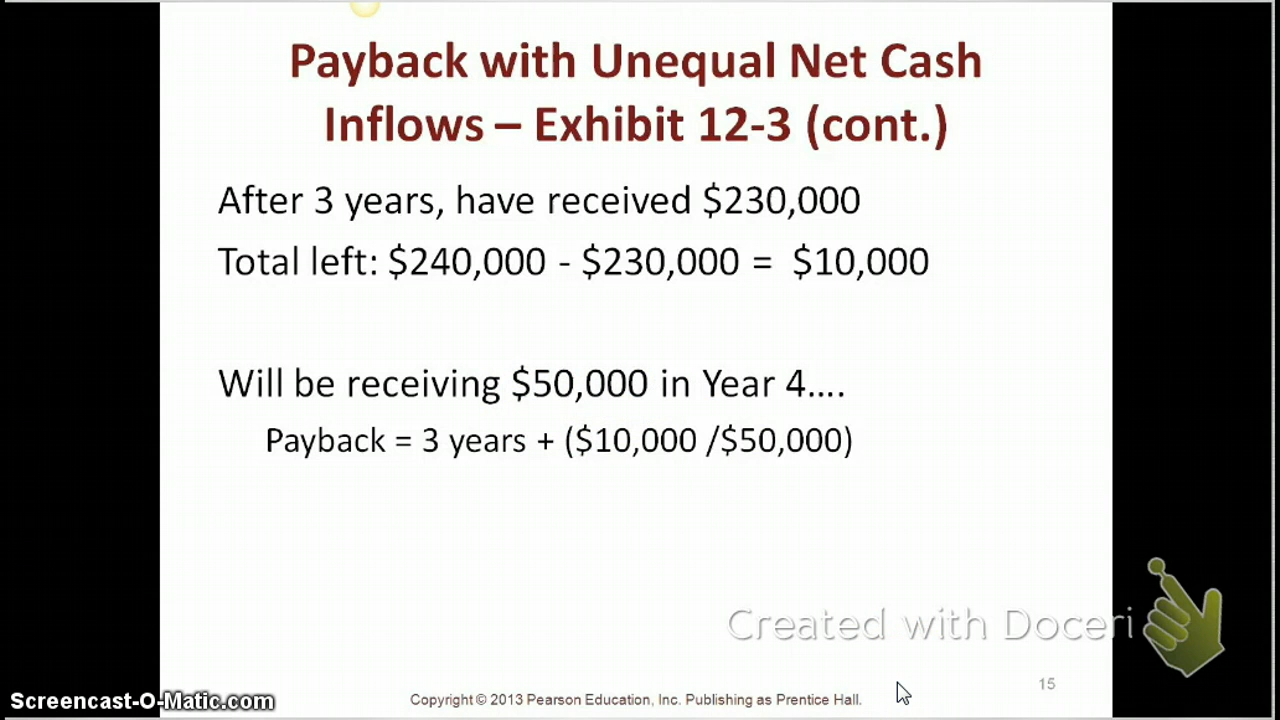 Payback with Unequal Net Cash
Inflows – Exhibit 12-3 (cont.)
After 3 years, have received $230,000
Total left: $240,000 - $230,000 = $10,000
Will be receiving $50,000 in Year 4....
Payback = 3 years + ($10,000 /$50,000)
Created with Doceri
15
Screencast-O-Matic.com
Copyright © 2013 Pearson Education, Inc. Publishing as Prentice Hall.